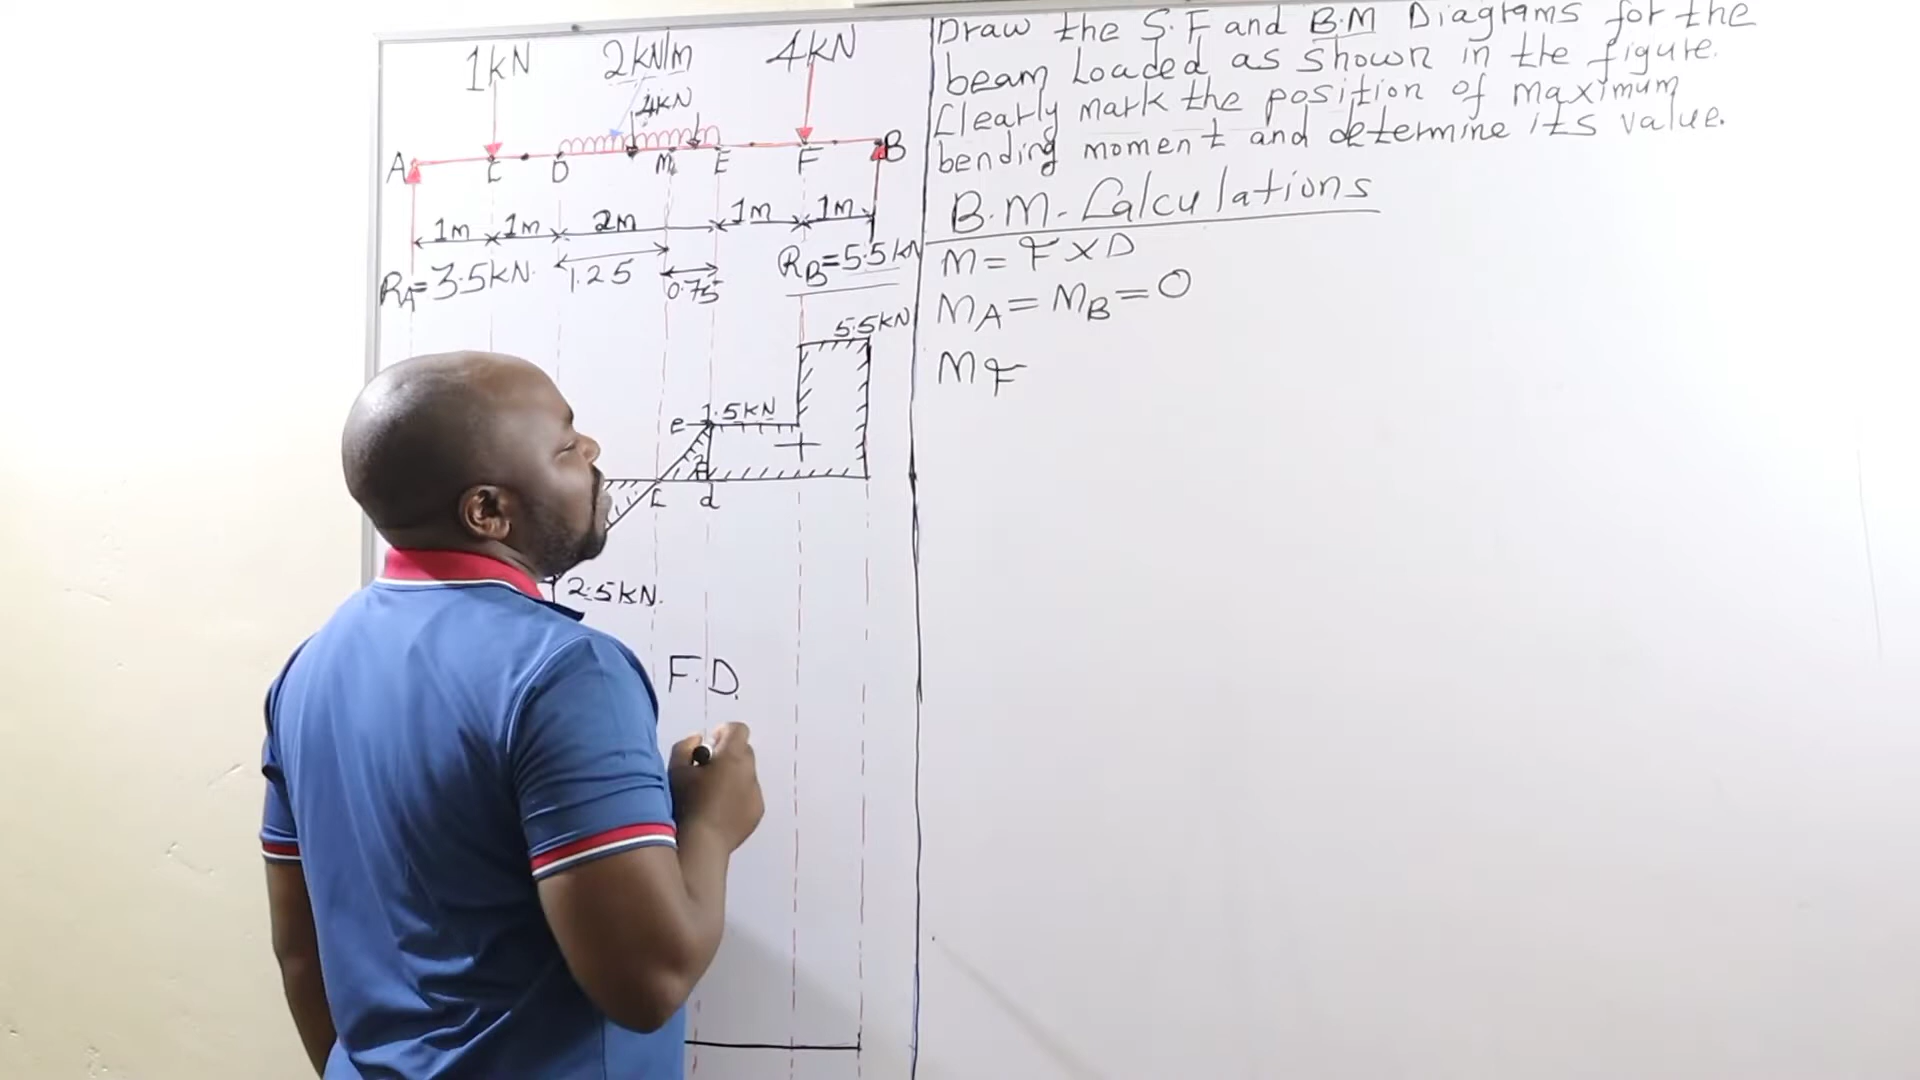 1kN 2kN/m 4kN
4kN
A C D M E F B
1m 1m 2m 1m 1m
RA=3.5kN. 1.25 0.75 RB=5.5kN
5.5kN
e 1.5kN
+
C d
2.5kN.
F.D.
Draw the S.F and B.M Diagrams for the
beam Loaded as shown in the figure.
Clearly mark the position of maximum
bending moment and determine its value.
B.M. Calculations
M = F x D
MA = MB = 0
MF